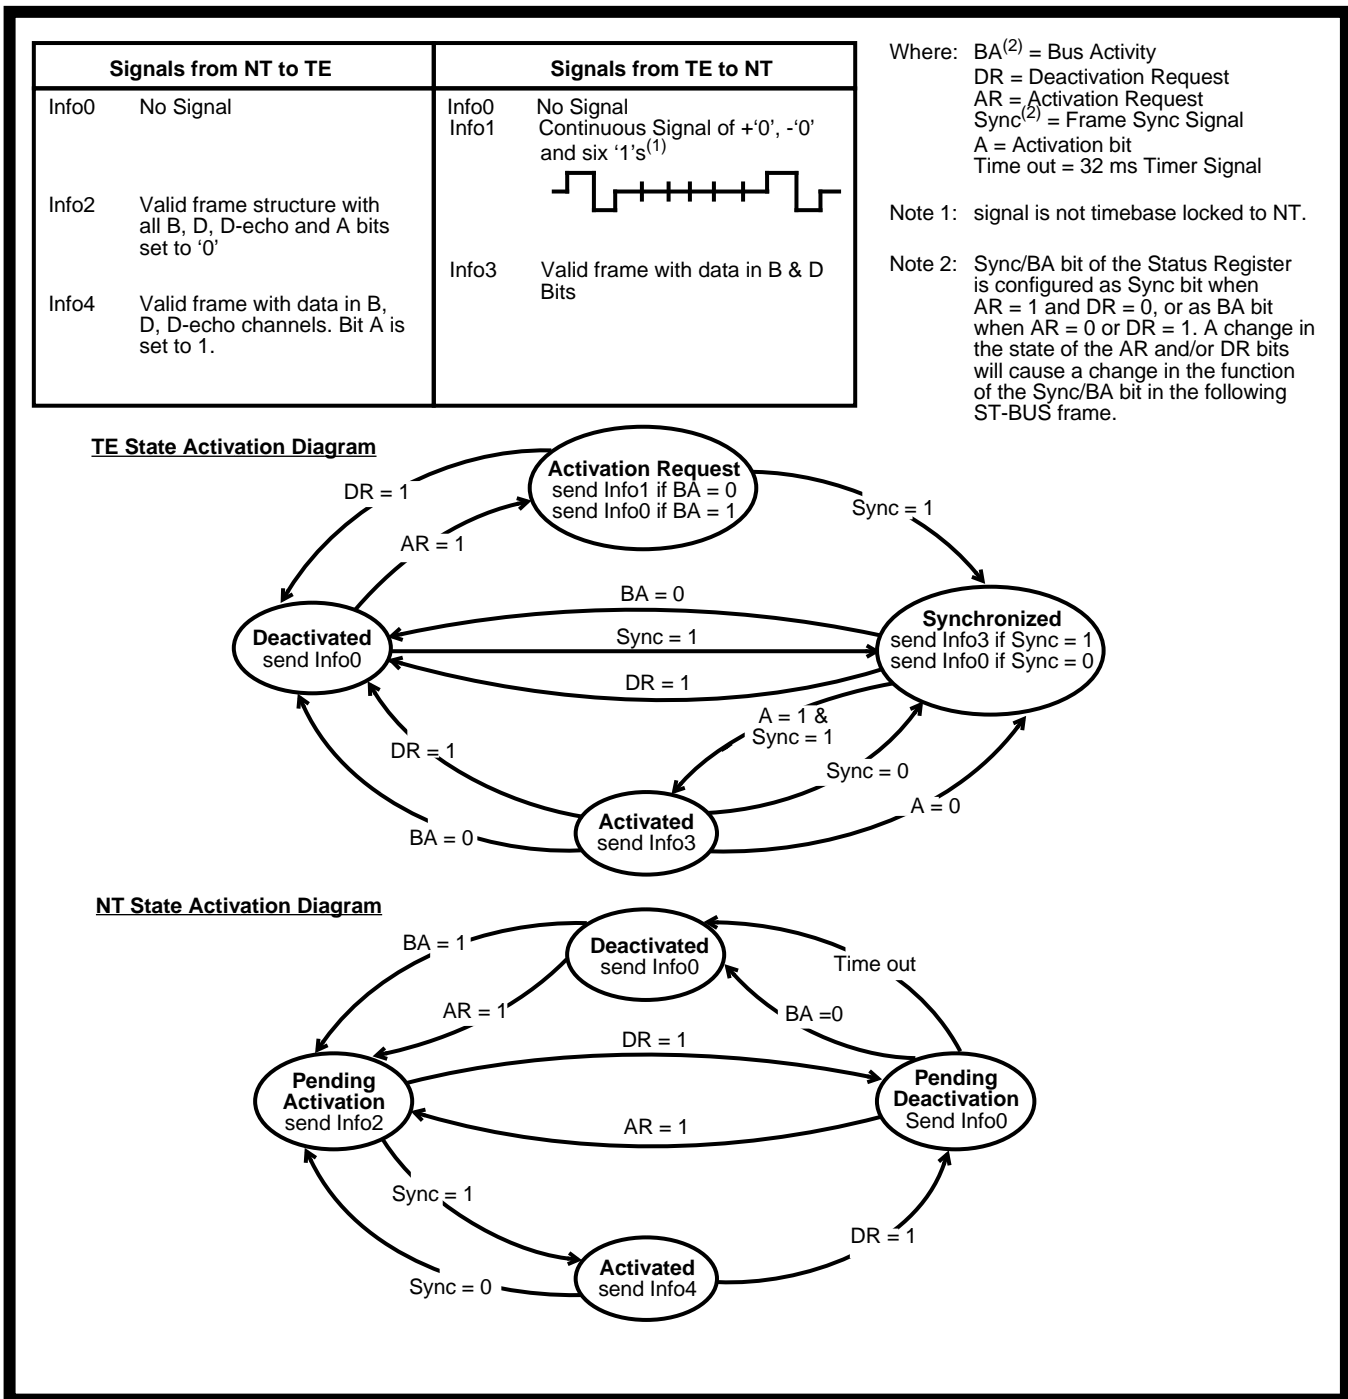 Signals from NT to TE
Info0 No Signal
Info2 Valid frame structure with
all B, D, D-echo and A bits
set to ‘0’
Info4 Valid frame with data in B,
D, D-echo channels. Bit A is
set to 1.
Signals from TE to NT
Info0 No Signal
Info1 Continuous Signal of +‘0’, -‘0’
and six ‘1’s(1)
Info3 Valid frame with data in B & D
Bits
Where: BA(2) = Bus Activity
DR = Deactivation Request
AR = Activation Request
Sync(2) = Frame Sync Signal
A = Activation bit
Time out = 32 ms Timer Signal
Note 1: signal is not timebase locked to NT.
Note 2: Sync/BA bit of the Status Register
is configured as Sync bit when
AR = 1 and DR = 0, or as BA bit
when AR = 0 or DR = 1. A change in
the state of the AR and/or DR bits
will cause a change in the function
of the Sync/BA bit in the following
ST-BUS frame.
TE State Activation Diagram
Activation Request
send Info1 if BA = 0
send Info0 if BA = 1
DR = 1
AR = 1
Sync = 1
BA = 0
Deactivated
send Info0
Sync = 1
Synchronized
send Info3 if Sync = 1
send Info0 if Sync = 0
DR = 1
A = 1 &
Sync = 1
DR = 1
Sync = 0
A = 0
BA = 0
Activated
send Info3
NT State Activation Diagram
BA = 1
Deactivated
send Info0
Time out
AR = 1
BA =0
DR = 1
Pending
Activation
send Info2
Pending
Deactivation
Send Info0
AR = 1
Sync = 1
DR = 1
Sync = 0
Activated
send Info4